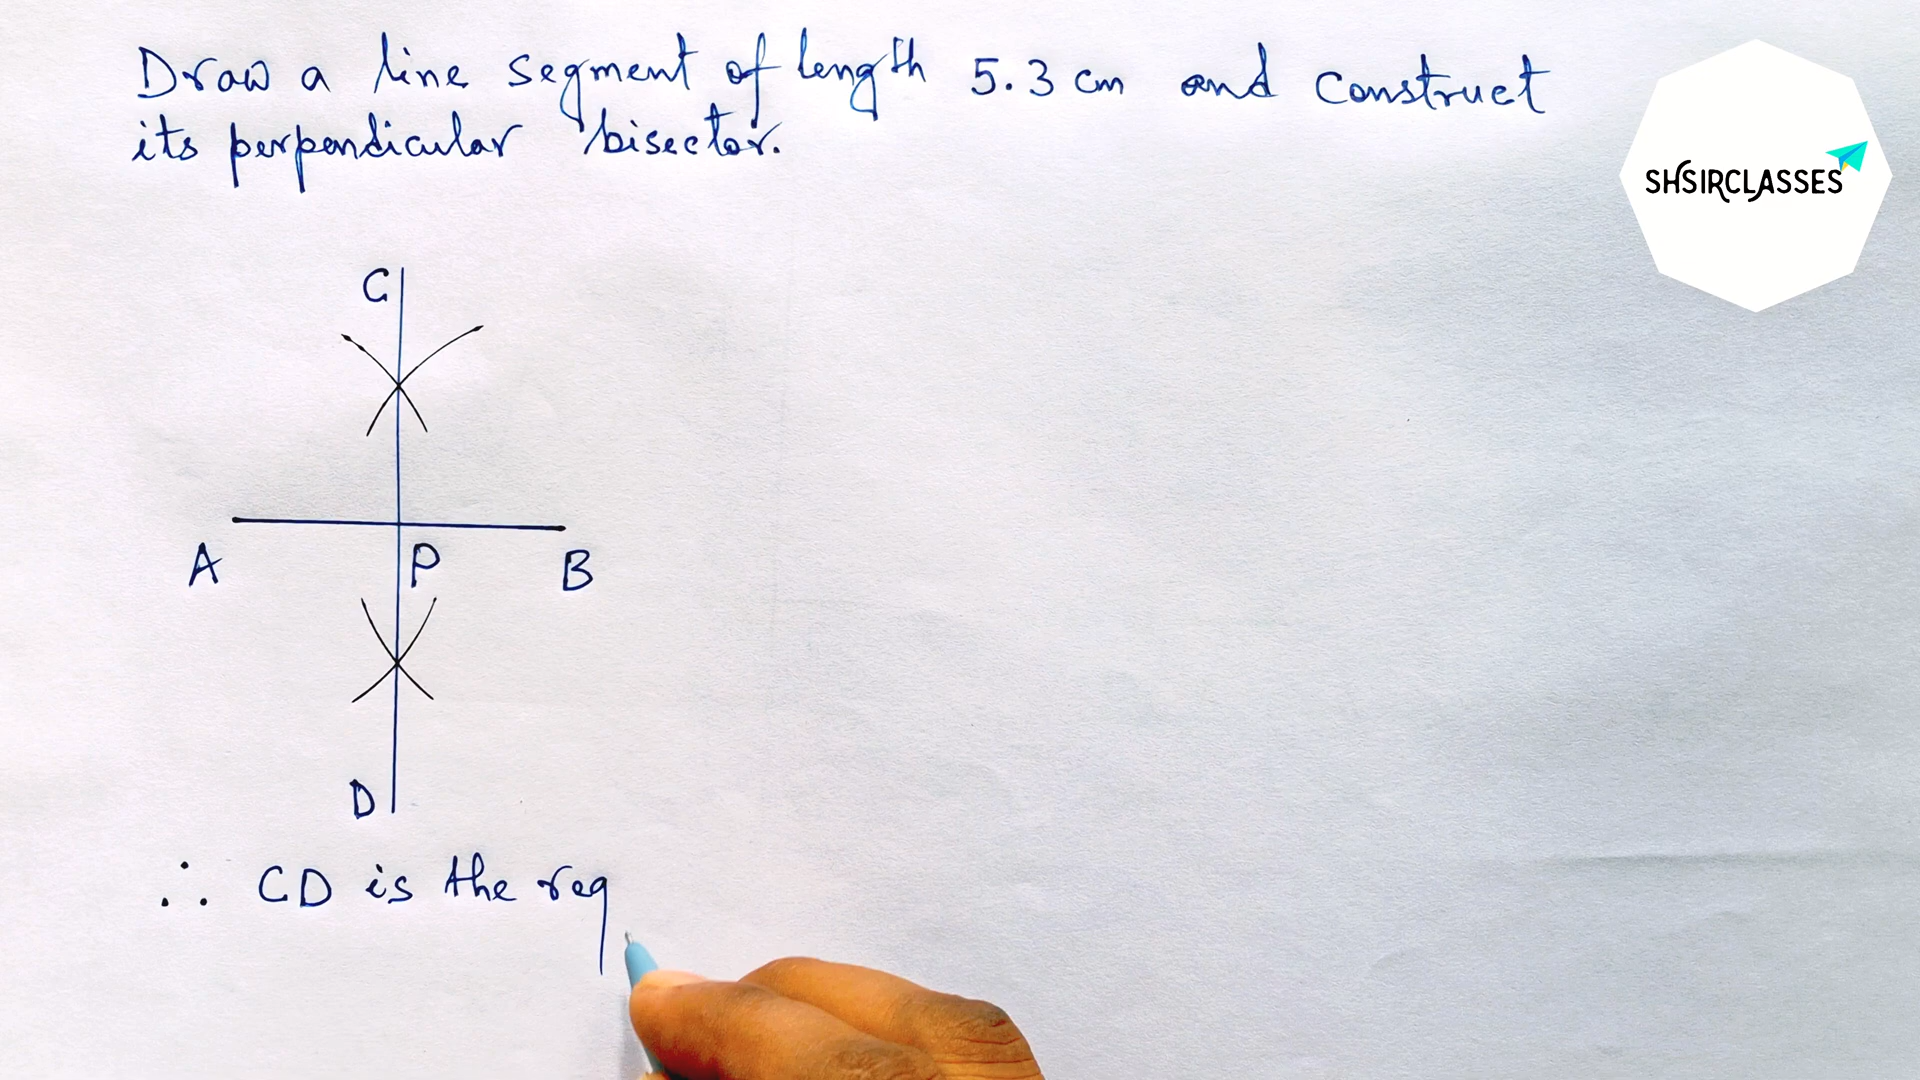 Draw a line segment of length 5.3 cm and construct
its perpendicular bisector.
SHSIRCLASSES
C
A P B
D
∴ CD is the req